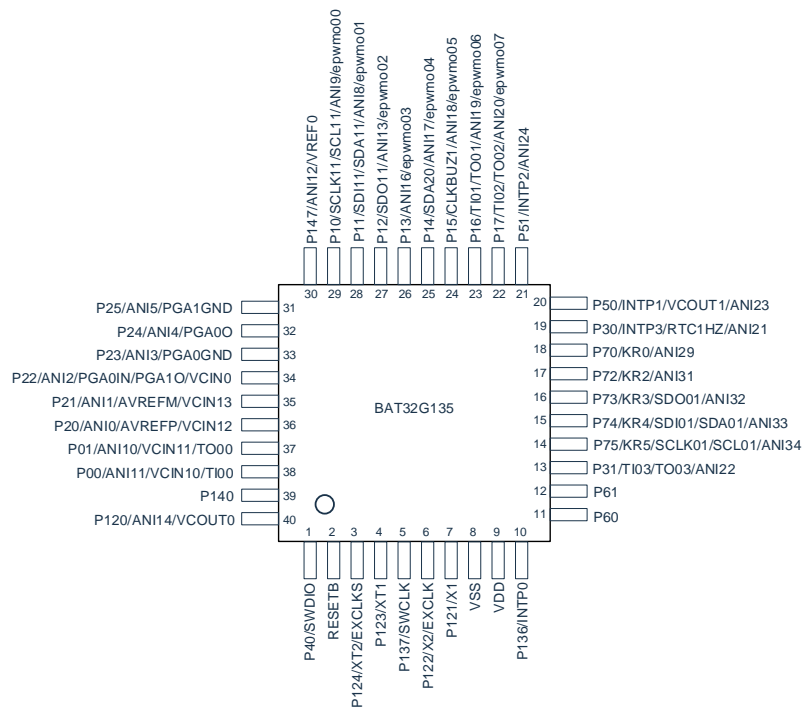 P147/ANI12/VREF0
P10/SCLK11/SCL11/ANI9/epwmo00
P11/SDI11/SDA11/ANI8/epwmo01
P12/SDO11/ANI13/epwmo02
P13/ANI16/epwmo03
P14/SDA20/ANI17/epwmo04
P15/CLKBUZ1/ANI18/epwmo05
P16/TI01/TO01/ANI19/epwmo06
P17/TI02/TO02/ANI20/epwmo07
P51/INTP2/ANI24
30 29 28 27 26 25 24 23 22 21
P25/ANI5/PGA1GND 31
P24/ANI4/PGA0O 32
P23/ANI3/PGA0GND 33
P22/ANI2/PGA0IN/PGA1O/VCIN0 34
P21/ANI1/AVREFM/VCIN13 35
P20/ANI0/AVREFP/VCIN12 36
P01/ANI10/VCIN11/TO00 37
P00/ANI11/VCIN10/TI00 38
P140 39
P120/ANI14/VCOUT0 40
BAT32G135
20 P50/INTP1/VCOUT1/ANI23
19 P30/INTP3/RTC1HZ/ANI21
18 P70/KR0/ANI29
17 P72/KR2/ANI31
16 P73/KR3/SDO01/ANI32
15 P74/KR4/SDI01/SDA01/ANI33
14 P75/KR5/SCLK01/SCL01/ANI34
13 P31/TI03/TO03/ANI22
12 P61
11 P60
1 2 3 4 5 6 7 8 9 10
P40/SWDIO
RESETB
P124/XT2/EXCLKS
P123/XT1
P137/SWCLK
P122/X2/EXCLK
P121/X1
VSS
VDD
P136/INTP0